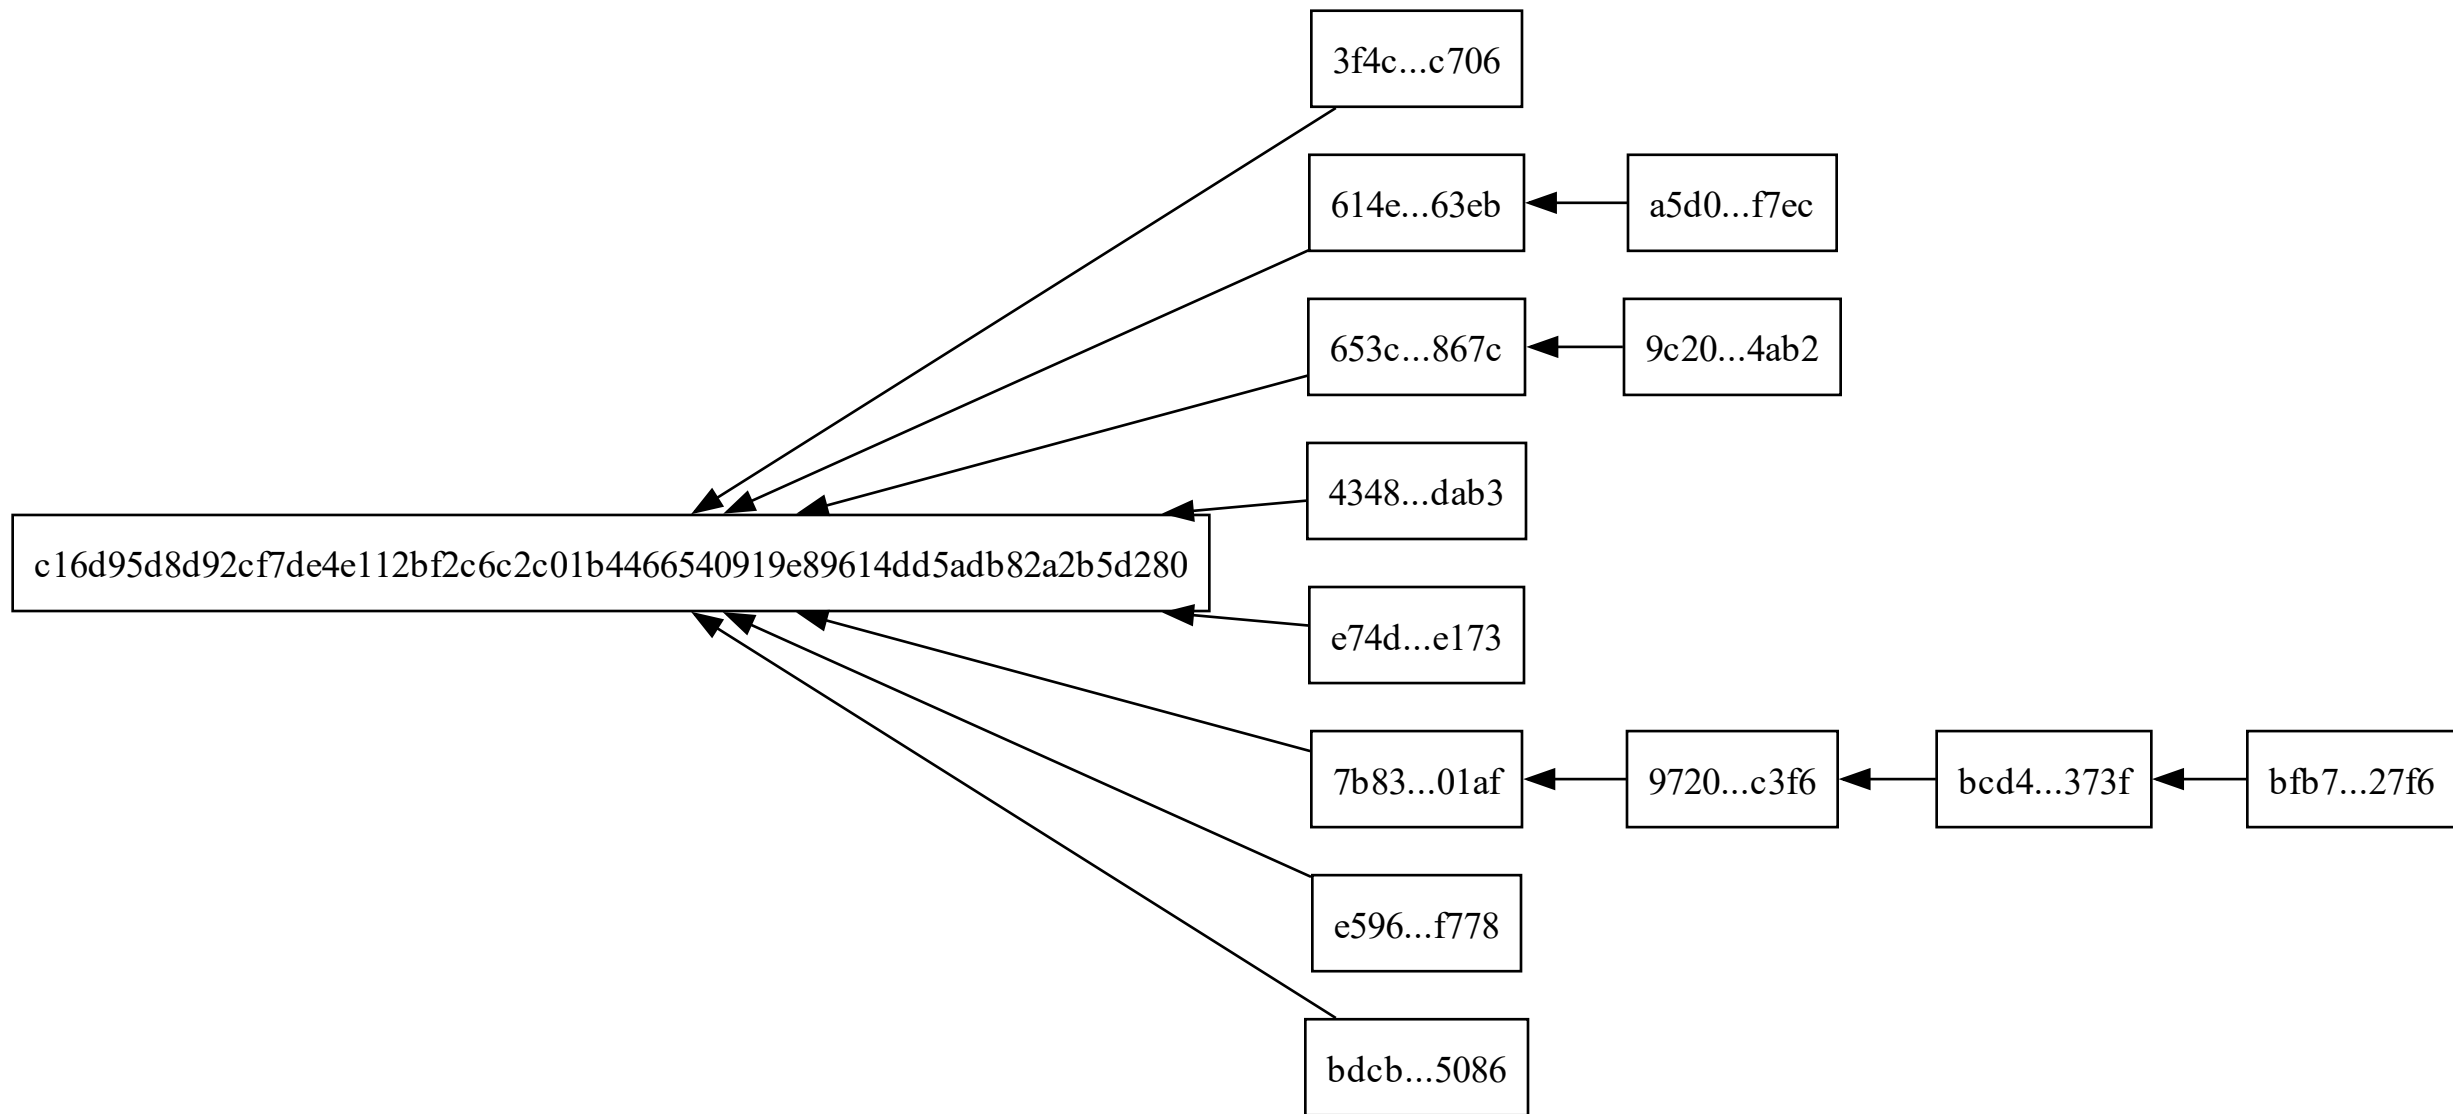 3f4c...c706
614e...63eb
a5d0...f7ec
653c...867c
9c20...4ab2
4348...dab3
c16d95d8d92cf7de4e112bf2c6c2c01b4466540919e89614dd5adb82a2b5d280
e74d...e173
7b83...01af
9720...c3f6
bcd4...373f
bfb7...27f6
e596...f778
bdcb...5086